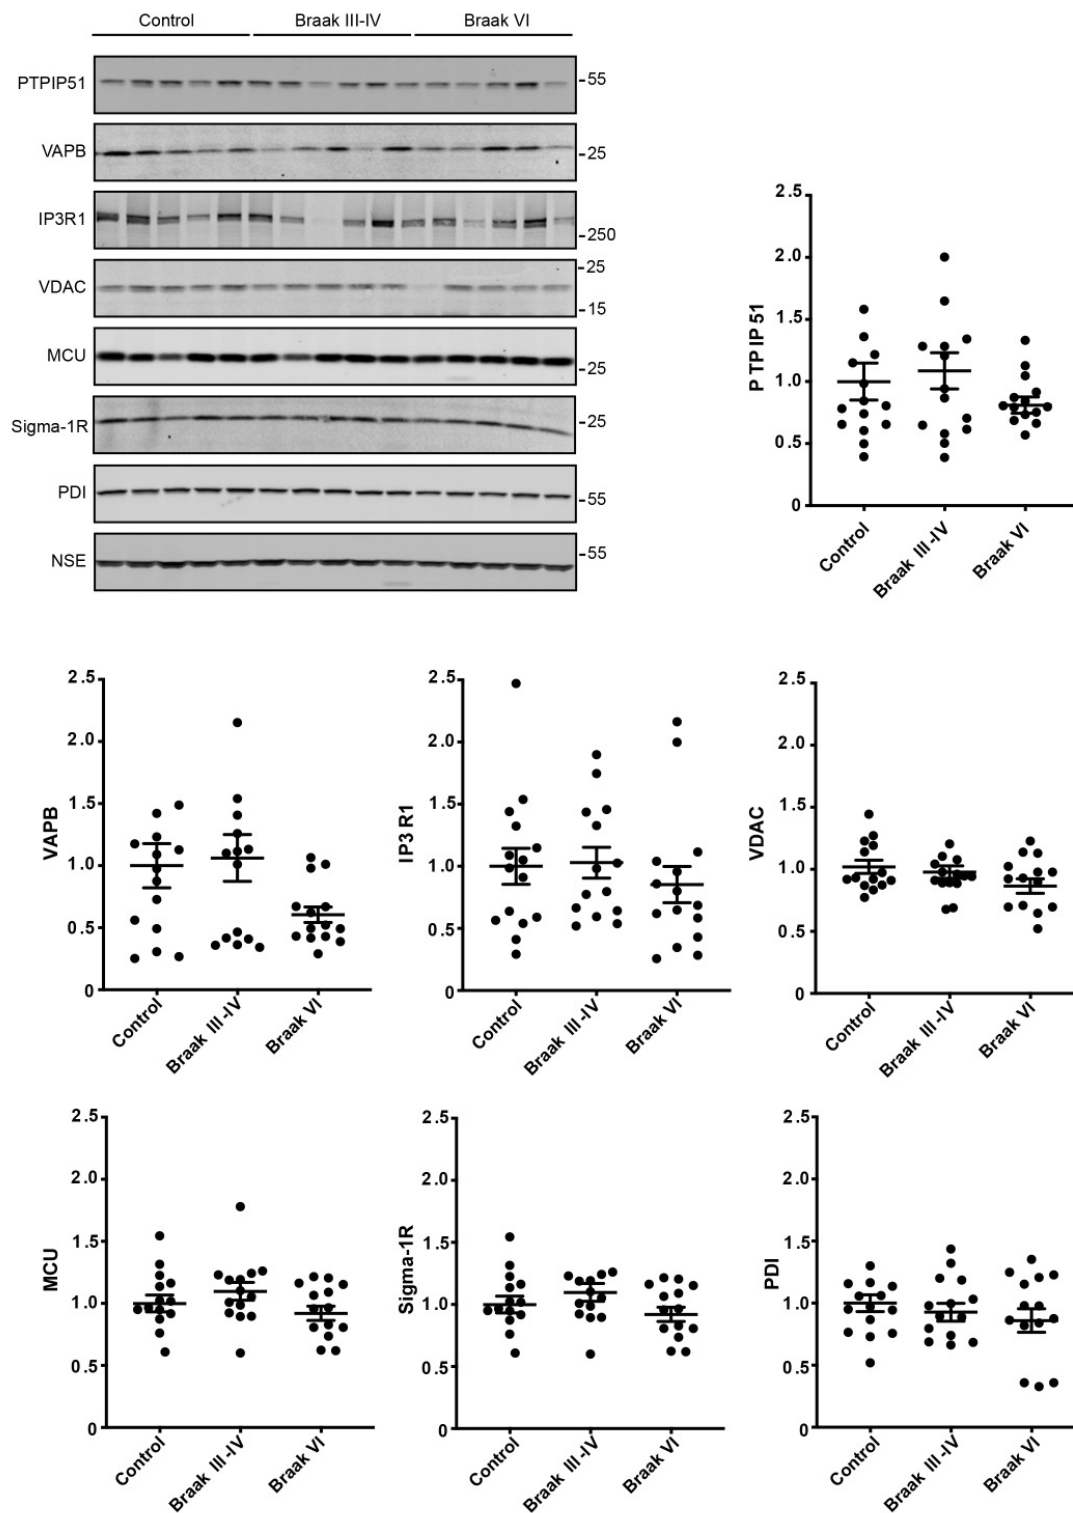 Control Braak III-IV Braak VI
PTPIP51 -55
VAPB -25
IP3R1 -250
VDAC -25
-15
MCU -25
Sigma-1R -25
PDI -55
NSE -55
PTPIP51
2.5
2.0
1.5
1.0
0.5
0
Control
Braak III-IV
Braak VI
VAPB
2.5
2.0
1.5
1.0
0.5
0
Control
Braak III-IV
Braak VI
IP3R1
2.5
2.0
1.5
1.0
0.5
0
Control
Braak III-IV
Braak VI
VDAC
2.5
2.0
1.5
1.0
0.5
0
Control
Braak III-IV
Braak VI
MCU
2.5
2.0
1.5
1.0
0.5
0
Control
Braak III-IV
Braak VI
Sigma-1R
2.5
2.0
1.5
1.0
0.5
0
Control
Braak III-IV
Braak VI
PDI
2.5
2.0
1.5
1.0
0.5
0
Control
Braak III-IV
Braak VI